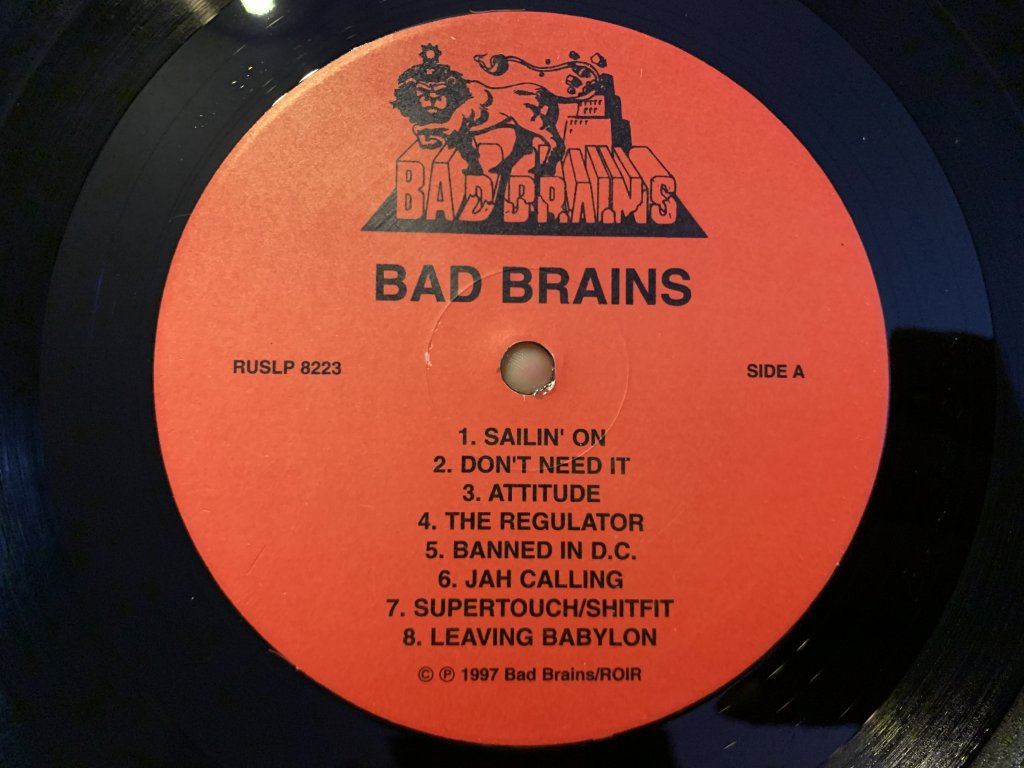 BAD BRAINS
BAD BRAINS
RUSLP 8223
SIDE A
1. SAILIN' ON
2. DON'T NEED IT
3. ATTITUDE
4. THE REGULATOR
5. BANNED IN D.C.
6. JAH CALLING
7. SUPERTOUCH/SHITFIT
8. LEAVING BABYLON
© ℗ 1997 Bad Brains/ROIR